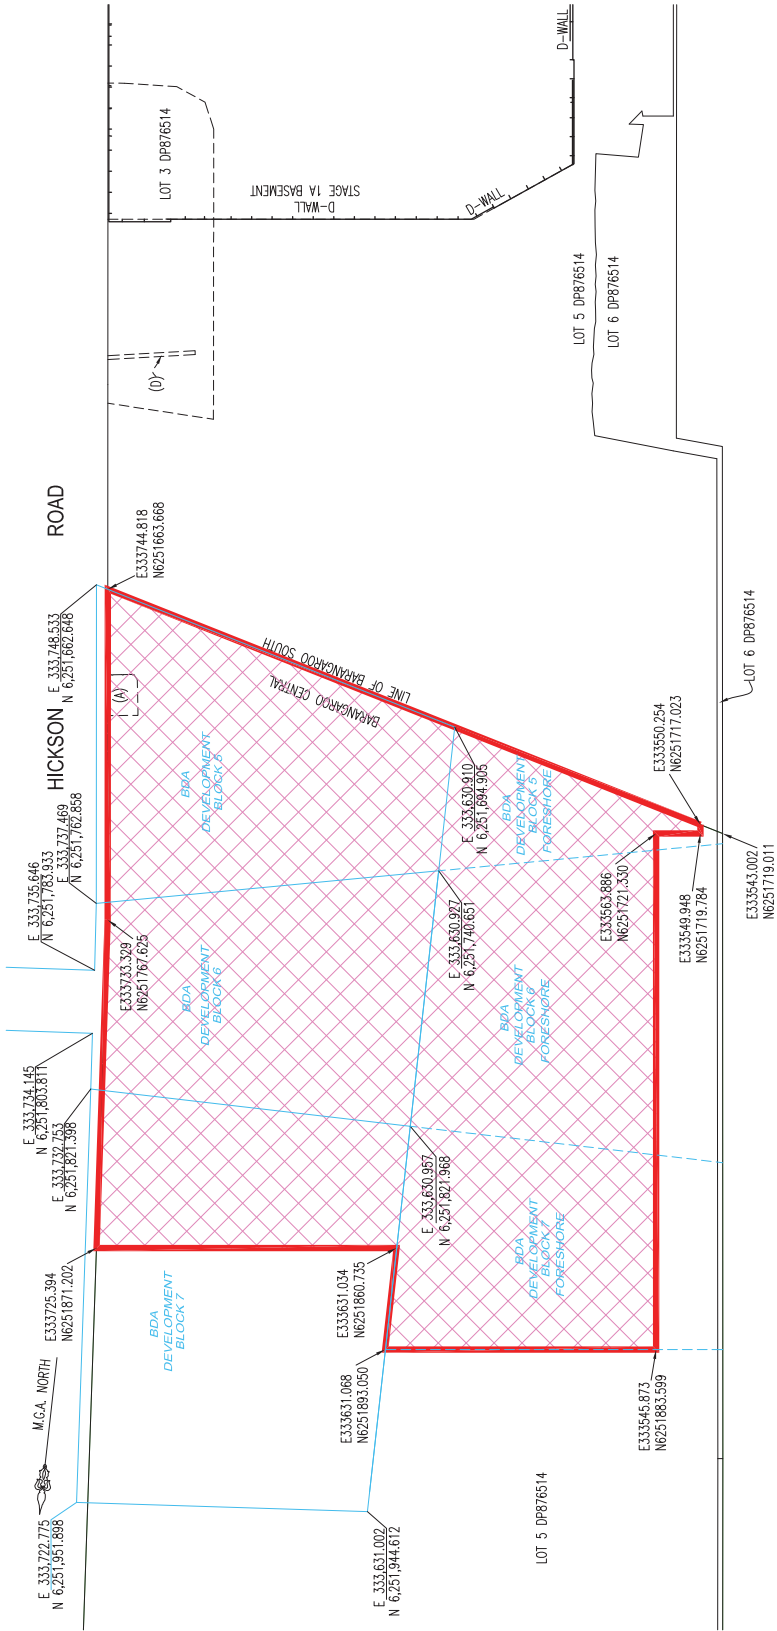 D-WALL
LOT 3 DP876514
D-WALL
STAGE 1A BASEMENT
D-WALL
LOT 5 DP876514
LOT 6 DP876514
(D)
HICKSON ROAD
E333744.818
N6251663.668
E 333,748.533
N 6,251,662.648
(A)
LINE OF BARANGAROO SOUTH
BARANGAROO CENTRAL
BDA
DEVELOPMENT
BLOCK 5
E 333,737.469
N 6,251,762.858
E 333,735.646
N 6,251,783.933
E333733.329
N6251767.625
E 333,630.910
N 6,251,694.905
BDA
DEVELOPMENT
BLOCK 5
FORESHORE
E333550.254
N6251717.023
LOT 6 DP876514
E333543.002
N6251719.011
E333549.948
N6251719.784
E333563.886
N6251721.330
E 333,630.927
N 6,251,740.651
BDA
DEVELOPMENT
BLOCK 6
BDA
DEVELOPMENT
BLOCK 6
FORESHORE
E 333,734.145
N 6,251,803.811
E 333,732.753
N 6,251,821.398
E 333,630.957
N 6,251,821.968
E333725.394
N6251871.202
M.G.A. NORTH
BDA
DEVELOPMENT
BLOCK 7
E333631.034
N6251860.735
E333631.068
N6251893.050
BDA
DEVELOPMENT
BLOCK 7
FORESHORE
E333545.873
N6251883.599
E 333,722.775
N 6,251,951.898
E 333,631.002
N 6,251,944.612
LOT 5 DP876514